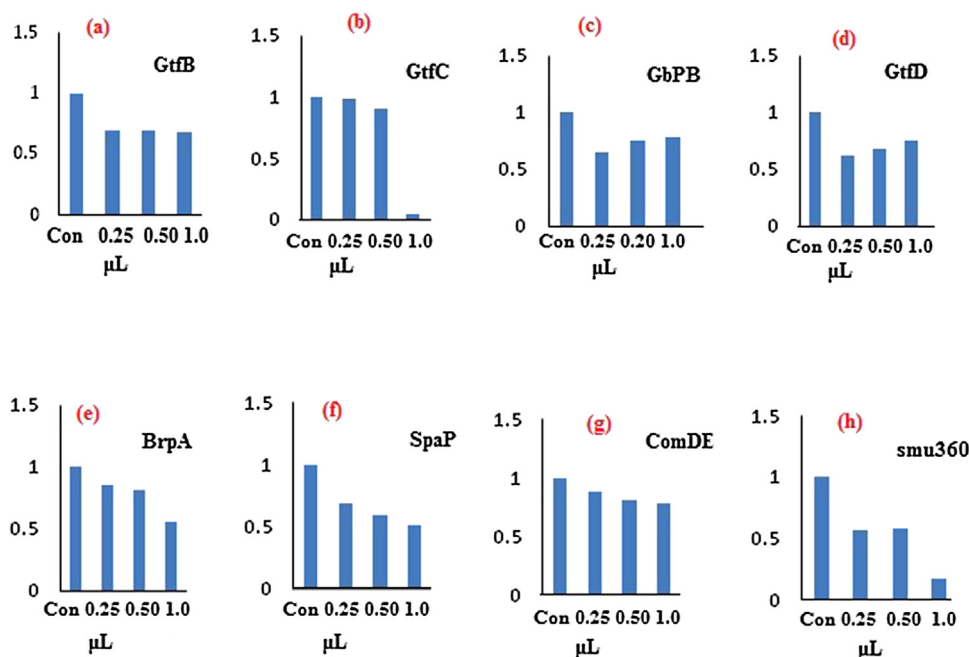 (a)
GtfB
1.5
1
0.5
0
Con 0.25 0.50 1.0
µL
(b)
GtfC
1.5
1
0.5
0
Con 0.25 0.50 1.0
µL
(c)
GbPB
1.5
1
0.5
0
Con 0.25 0.20 1.0
µL
(d)
GtfD
1.5
1
0.5
0
Con 0.25 0.50 1.0
µL
(e)
BrpA
1.5
1
0.5
0
Con 0.25 0.50 1.0
µL
(f)
SpaP
1.5
1
0.5
0
Con 0.25 0.50 1.0
µL
(g)
ComDE
1.5
1
0.5
0
Con 0.25 0.50 1.0
µL
(h)
smu360
1.5
1
0.5
0
Con 0.25 0.50 1.0
µL